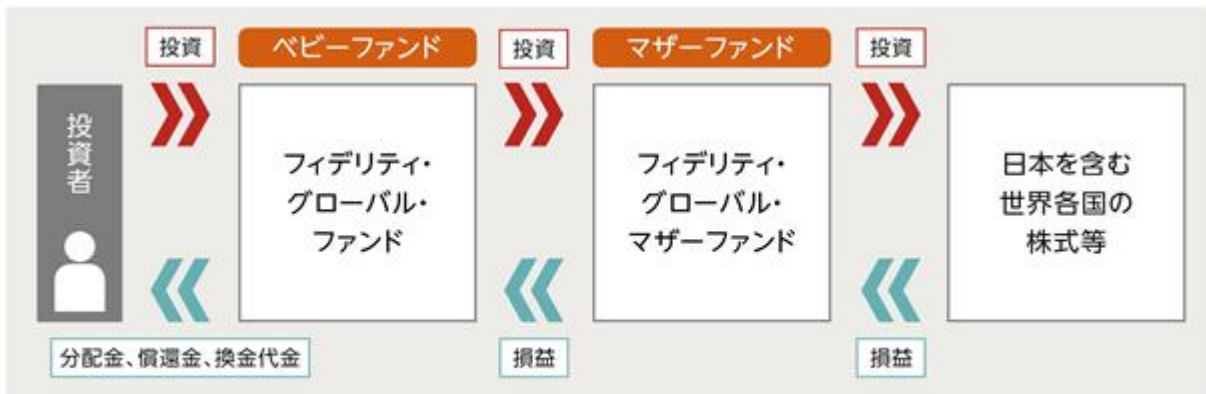 投資
ベビーファンド
投資
マザーファンド
投資
投資者
フィデリティ・
グローバル・
ファンド
フィデリティ・
グローバル・
マザーファンド
日本を含む
世界各国の
株式等
分配金、償還金、換金代金
損益
損益